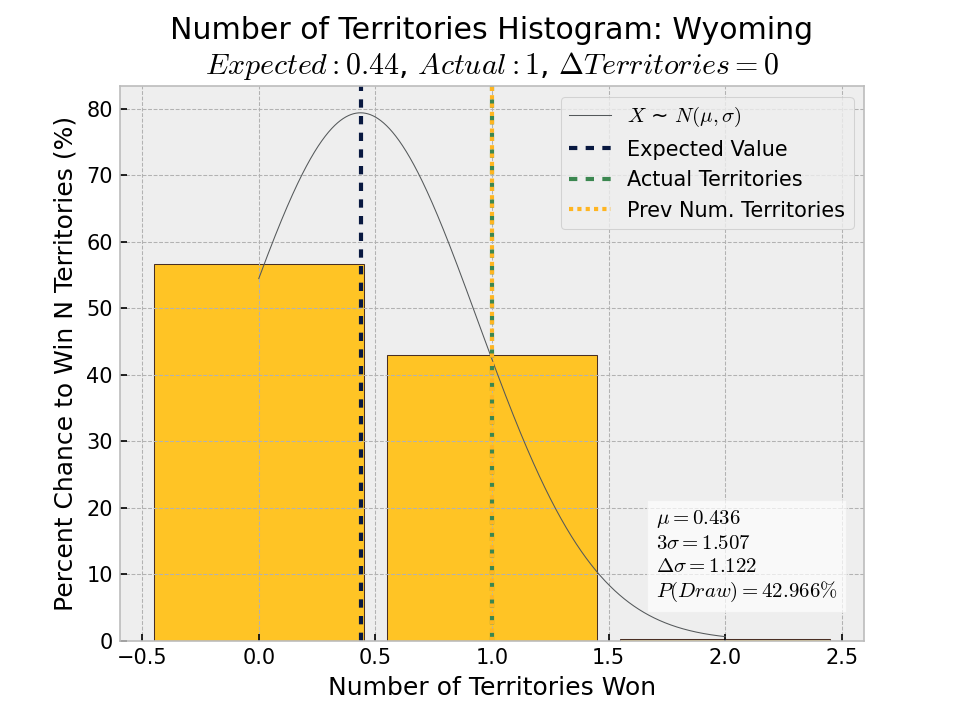 Number of Territories Histogram: Wyoming
Expected: 0.44, Actual: 1, ΔTerritories = 0
Percent Chance to Win N Territories (%)
80
70
60
50
40
30
20
10
0
X ~ N(μ, σ)
Expected Value
Actual Territories
Prev Num. Territories
μ = 0.436
3σ = 1.507
Δσ = 1.122
P(Draw) = 42.966%
−0.5 0.0 0.5 1.0 1.5 2.0 2.5
Number of Territories Won